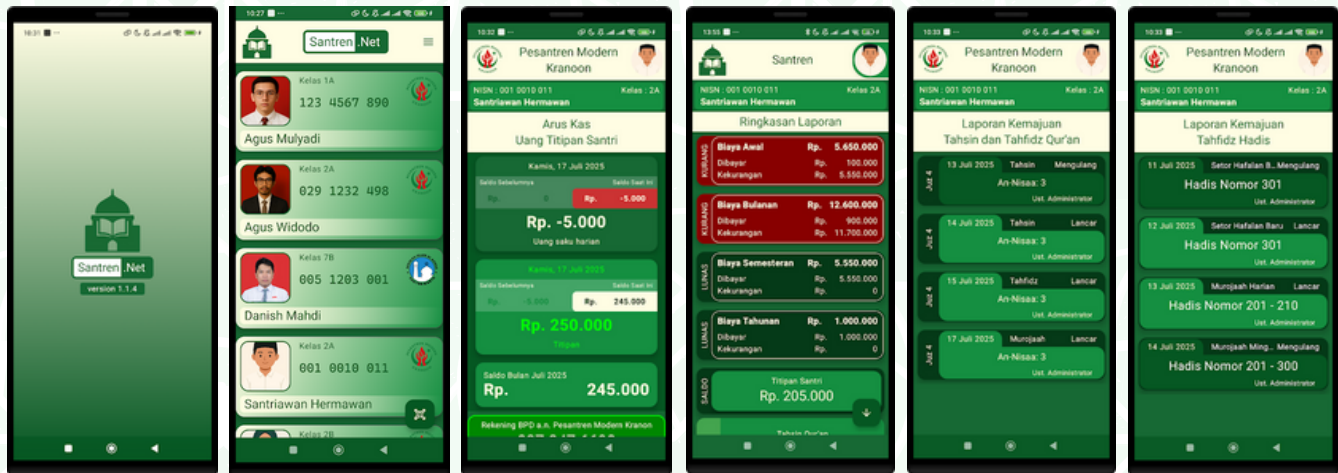 10:31
Santren .Net
version 1.1.4
10:27
Santren .Net
Kelas 1A
123 4567 890
Agus Mulyadi
Kelas 2A
029 1232 498
Agus Widodo
Kelas 7B
005 1203 001
Danish Mahdi
Kelas 2A
001 0010 011
Santriawan Hermawan
Kelas 2B
10:32
Pesantren Modern
Kranoon
NISN : 001 0010 011 Kelas : 2A
Santriawan Hermawan
Arus Kas
Uang Titipan Santri
Kamis, 17 Juli 2025
Saldo Sebelumnya Saldo Saat Ini
Rp. 0 Rp. -5.000
Rp. -5.000
Uang saku harian
Kamis, 17 Juli 2025
Saldo Sebelumnya Saldo Saat Ini
Rp. -5.000 Rp. 245.000
Rp. 250.000
Titipan
Saldo Bulan Juli 2025
Rp. 245.000
Rekening BPD a.n. Pesantren Modern Kranon
13:55
Santren
NISN : 001 0010 011 Kelas 2A
Santriawan Hermawan
Ringkasan Laporan
KURANG
Biaya Awal Rp. 5.650.000
Dibayar Rp. 100.000
Kekurangan Rp. 5.550.000
KURANG
Biaya Bulanan Rp. 12.600.000
Dibayar Rp. 900.000
Kekurangan Rp. 11.700.000
LUNAS
Biaya Semesteran Rp. 5.550.000
Dibayar Rp. 5.550.000
Kekurangan Rp. 0
LUNAS
Biaya Tahunan Rp. 1.000.000
Dibayar Rp. 1.000.000
Kekurangan Rp. 0
SALDO
Titipan Santri
Rp. 205.000
Tahsin Qur'an
10:33
Pesantren Modern
Kranoon
NISN : 001 0010 011 Kelas : 2A
Santriawan Hermawan
Laporan Kemajuan
Tahsin dan Tahfidz Qur'an
Juz 4
13 Juli 2025 Tahsin Mengulang
An-Nisaa: 3
Ust. Administrator
Juz 4
14 Juli 2025 Tahsin Lancar
An-Nisaa: 3
Ust. Administrator
Juz 4
15 Juli 2025 Tahfidz Lancar
An-Nisaa: 3
Ust. Administrator
Juz 4
17 Juli 2025 Murojaah Lancar
An-Nisaa: 3
Ust. Administrator
10:33
Pesantren Modern
Kranoon
NISN : 001 0010 011 Kelas : 2A
Santriawan Hermawan
Laporan Kemajuan
Tahfidz Hadis
11 Juli 2025 Setor Hafalan B... Mengulang
Hadis Nomor 301
Ust. Administrator
12 Juli 2025 Setor Hafalan Baru Lancar
Hadis Nomor 301
Ust. Administrator
13 Juli 2025 Murojaah Harian Lancar
Hadis Nomor 201 - 210
Ust. Administrator
14 Juli 2025 Murojaah Ming... Mengulang
Hadis Nomor 201 - 300
Ust. Administrator